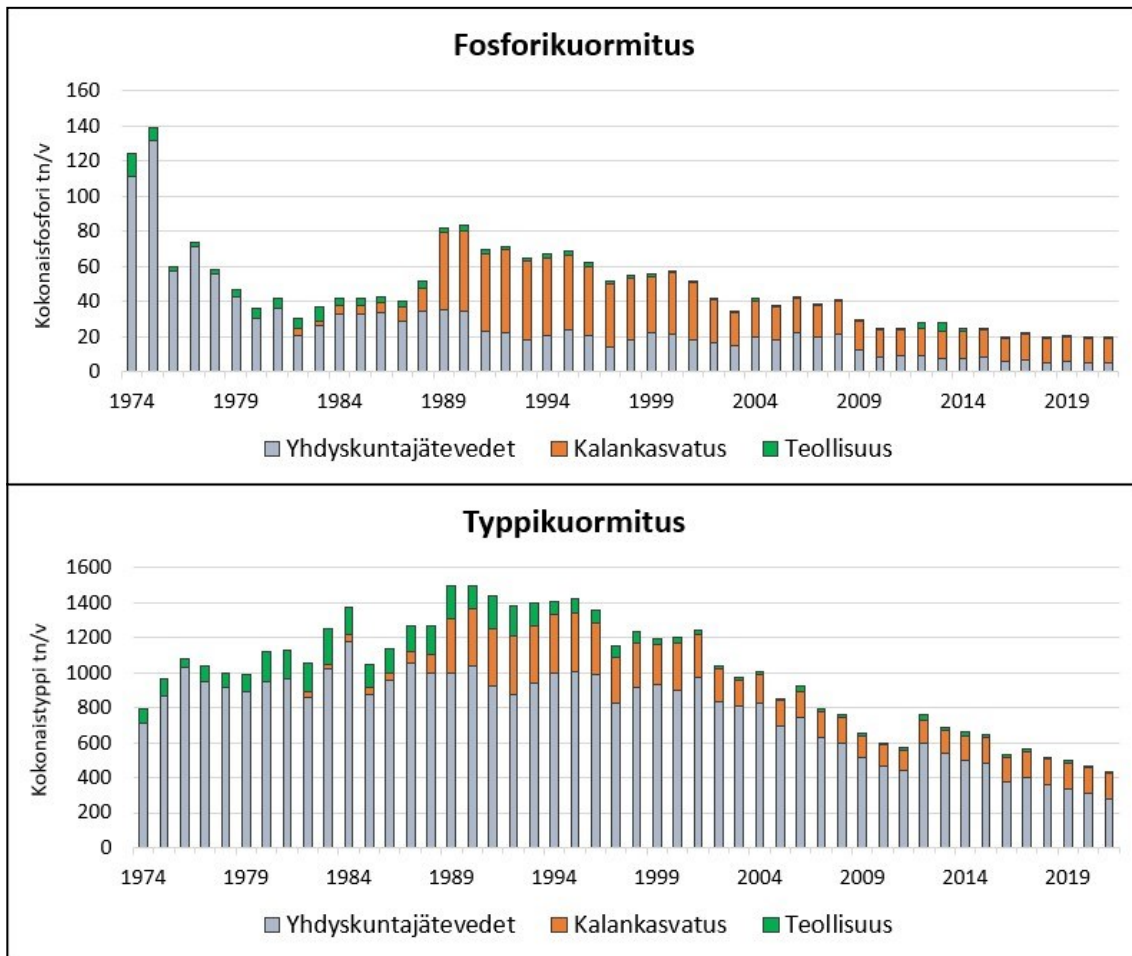 Fosforikuormitus
Kokonaisfosfori tn/v
160
140
120
100
80
60
40
20
0
1974 1979 1984 1989 1994 1999 2004 2009 2014 2019
Yhdyskuntajätevedet Kalankasvatus Teollisuus
Typpikuormitus
Kokonaistyppi tn/v
1600
1400
1200
1000
800
600
400
200
0
1974 1979 1984 1989 1994 1999 2004 2009 2014 2019
Yhdyskuntajätevedet Kalankasvatus Teollisuus